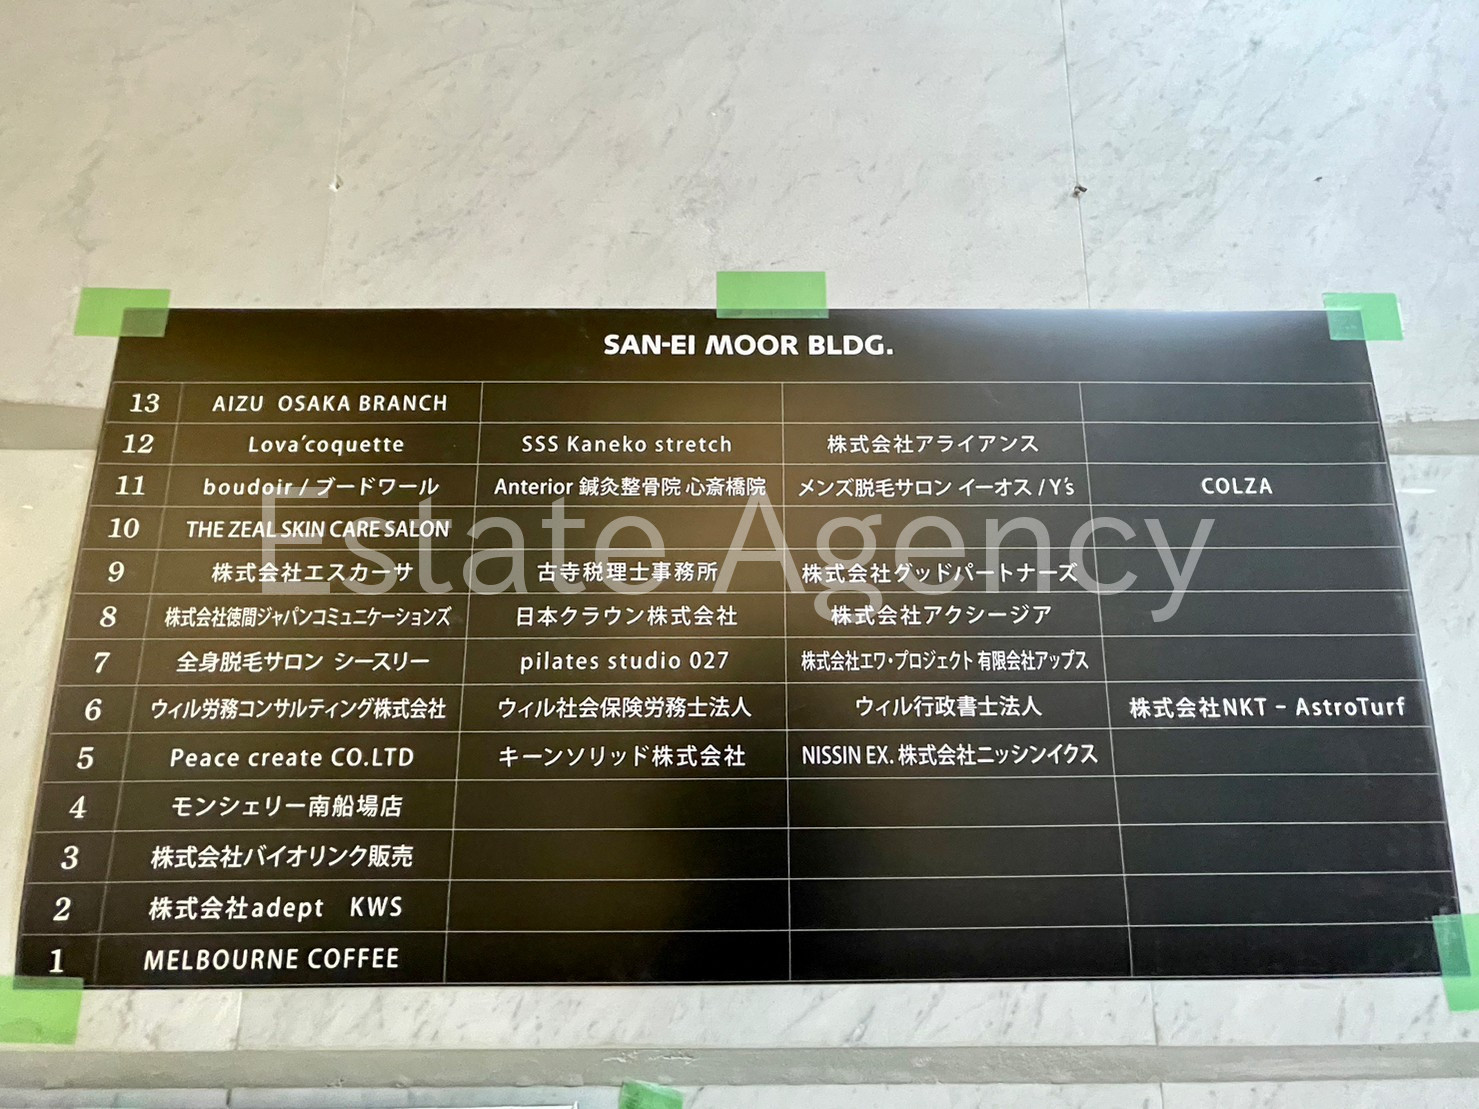 SAN-EI MOOR BLDG.
13 AIZU OSAKA BRANCH
12 Lova'coquette SSS Kaneko stretch 株式会社アライアンス
11 boudoir / ブードワール Anterior 鍼灸整骨院 心斎橋院 メンズ脱毛サロン イーオス / Y's COLZA
10 THE ZEAL SKIN CARE SALON
9 株式会社エスカーサ 古寺税理士事務所 株式会社グッドパートナーズ
8 株式会社徳間ジャパンコミュニケーションズ 日本クラウン株式会社 株式会社アクシージア
7 全身脱毛サロン シースリー pilates studio 027 株式会社エワ・プロジェクト 有限会社アップス
6 ウィル労務コンサルティング株式会社 ウィル社会保険労務士法人 ウィル行政書士法人 株式会社NKT - AstroTurf
5 Peace create CO.LTD キーンソリッド株式会社 NISSIN EX. 株式会社ニッシンイクス
4 モンシェリー南船場店
3 株式会社バイオリンク販売
2 株式会社adept KWS
1 MELBOURNE COFFEE
Estate Agency